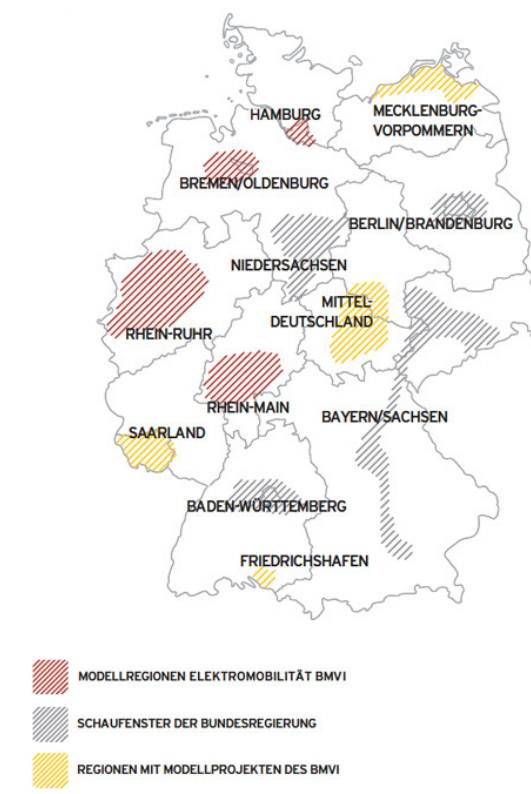 HAMBURG
MECKLENBURG-
VORPOMMERN
BREMEN/OLDENBURG
BERLIN/BRANDENBURG
NIEDERSACHSEN
MITTEL-
DEUTSCHLAND
RHEIN-RUHR
RHEIN-MAIN
BAYERN/SACHSEN
SAARLAND
BADEN-WÜRTTEMBERG
FRIEDRICHSHAFEN
MODELLREGIONEN ELEKTROMOBILITÄT BMVI
SCHAUFENSTER DER BUNDESREGIERUNG
REGIONEN MIT MODELLPROJEKTEN DES BMVI